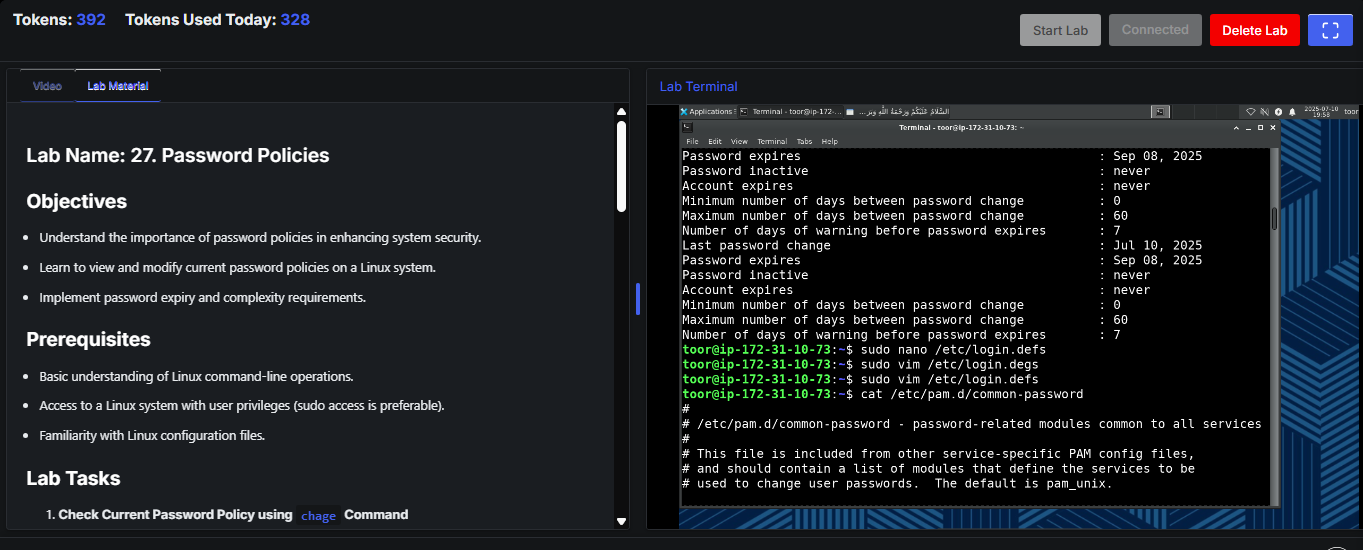 Tokens: 392 Tokens Used Today: 328
Start Lab
Connected
Delete Lab
Video
Lab Material
Lab Name: 27. Password Policies
Objectives
• Understand the importance of password policies in enhancing system security.
• Learn to view and modify current password policies on a Linux system.
• Implement password expiry and complexity requirements.
Prerequisites
• Basic understanding of Linux command-line operations.
• Access to a Linux system with user privileges (sudo access is preferable).
• Familiarity with Linux configuration files.
Lab Tasks
1. Check Current Password Policy using chage Command
Lab Terminal
Applications Terminal - toor@ip-172-... السَّلَامُ عَلَيْكُمْ وَرَحْمَةُ اللَّهِ وَبَرَ...
2025-07-10
19:58
toor
Terminal - toor@ip-172-31-10-73: ~
File Edit View Terminal Tabs Help
Password expires : Sep 08, 2025
Password inactive : never
Account expires : never
Minimum number of days between password change : 0
Maximum number of days between password change : 60
Number of days of warning before password expires : 7
Last password change : Jul 10, 2025
Password expires : Sep 08, 2025
Password inactive : never
Account expires : never
Minimum number of days between password change : 0
Maximum number of days between password change : 60
Number of days of warning before password expires : 7
toor@ip-172-31-10-73:~$ sudo nano /etc/login.defs
toor@ip-172-31-10-73:~$ sudo vim /etc/login.degs
toor@ip-172-31-10-73:~$ sudo vim /etc/login.defs
toor@ip-172-31-10-73:~$ cat /etc/pam.d/common-password
#
# /etc/pam.d/common-password - password-related modules common to all services
#
# This file is included from other service-specific PAM config files,
# and should contain a list of modules that define the services to be
# used to change user passwords.  The default is pam_unix.